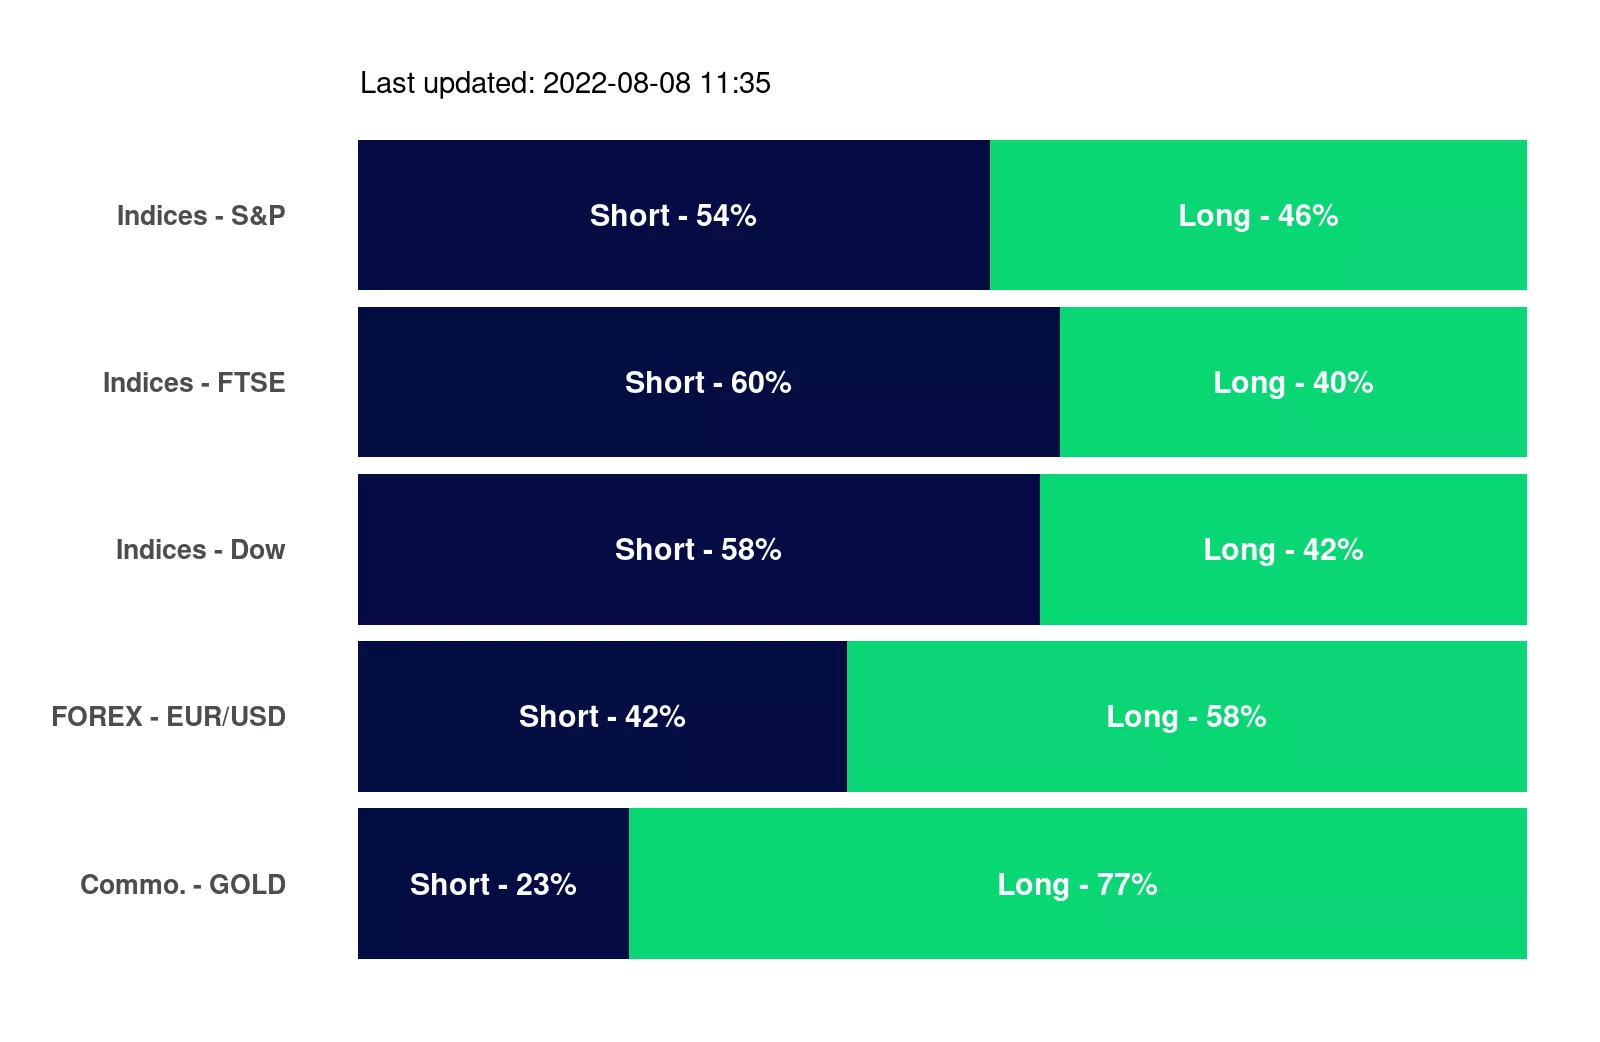 Last updated: 2022-08-08 11:35
Indices - S&P
Short - 54%
Long - 46%
Indices - FTSE
Short - 60%
Long - 40%
Indices - Dow
Short - 58%
Long - 42%
FOREX - EUR/USD
Short - 42%
Long - 58%
Commo. - GOLD
Short - 23%
Long - 77%